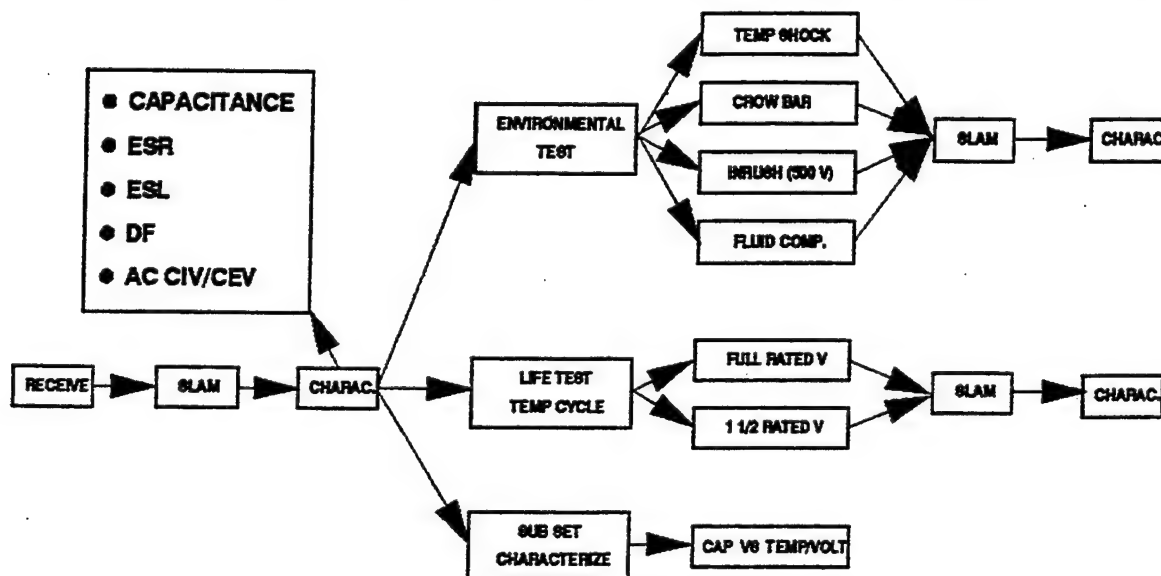 ● CAPACITANCE
● ESR
● ESL
● DF
● AC CIV/CEV
RECEIVE
SLAM
CHARAC.
ENVIRONMENTAL
TEST
TEMP SHOCK
CROW BAR
INRUSH (500 V)
FLUID COMP.
SLAM
CHARAC.
LIFE TEST
TEMP CYCLE
FULL RATED V
1 1/2 RATED V
SLAM
CHARAC.
SUB SET
CHARACTERIZE
CAP VS TEMP/VOLT